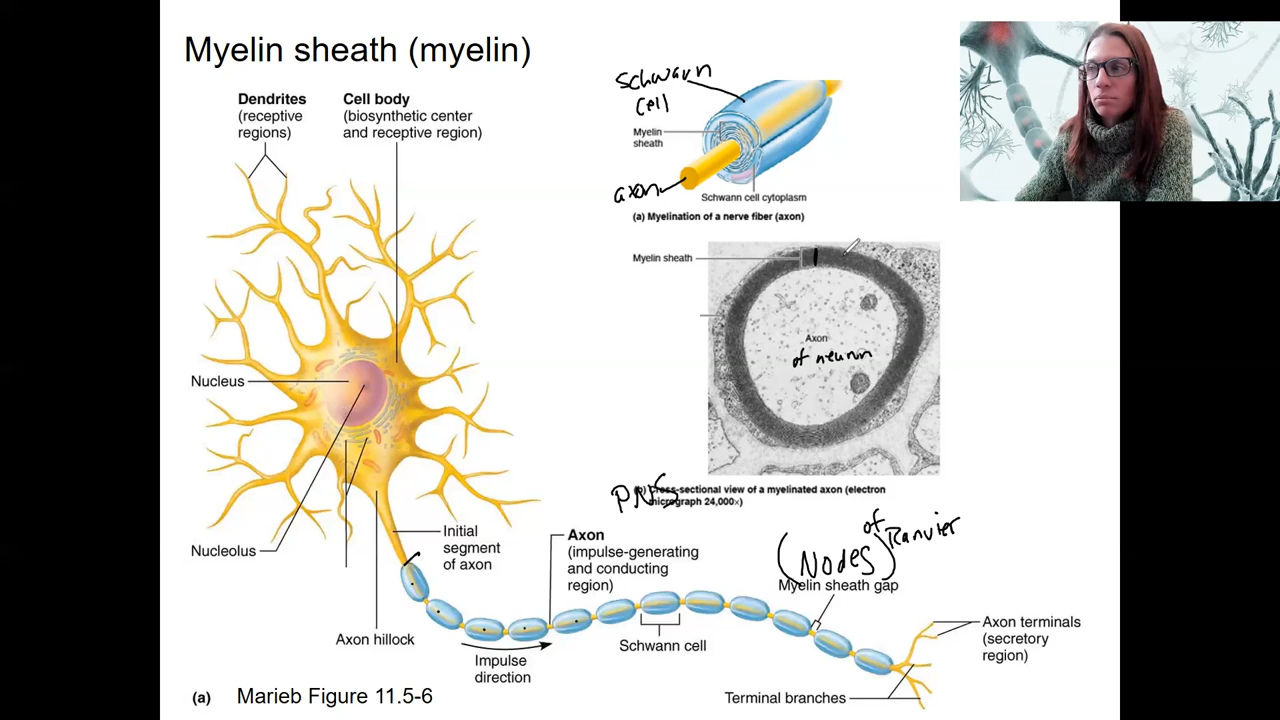 Myelin sheath (myelin)
Dendrites
(receptive
regions)
Cell body
(biosynthetic center
and receptive region)
Nucleus
Nucleolus
Initial
segment
of axon
Axon hillock
Impulse
direction
Axon
(impulse-generating
and conducting
region)
Schwann cell
Myelin sheath gap
Axon terminals
(secretory
region)
Terminal branches
(a) Marieb Figure 11.5-6
Schwann
Cell
Myelin
sheath
axon
Schwann cell cytoplasm
(a) Myelination of a nerve fiber (axon)
Myelin sheath
Axon
of neuron
PNS
(b) Cross-sectional view of a myelinated axon (electron
micrograph 24,000×)
(Nodes) of Ranvier